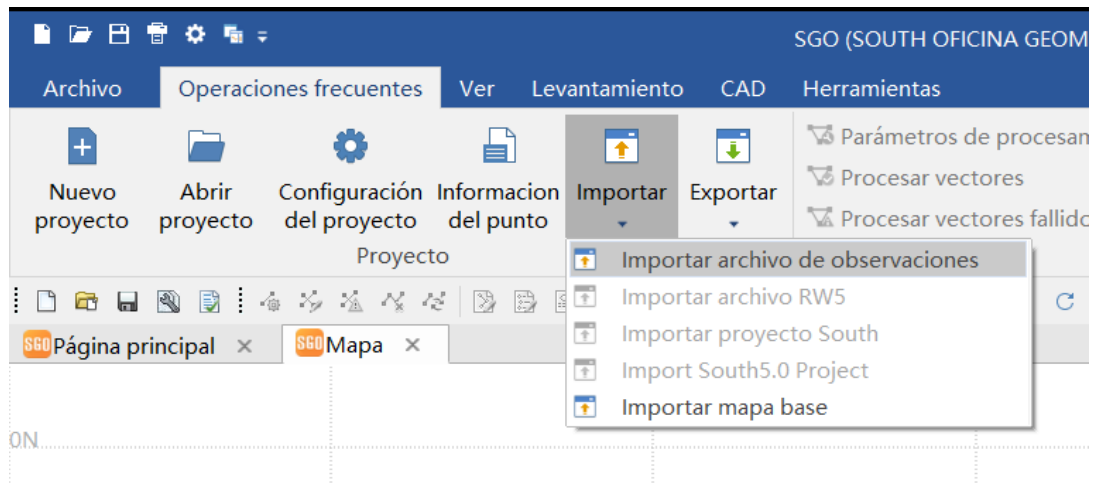 SGO (SOUTH OFICINA GEOM
Archivo Operaciones frecuentes Ver Levantamiento CAD Herramientas
Nuevo proyecto
Abrir proyecto
Configuración del proyecto
Informacion del punto
Importar
Exportar
Parámetros de procesam
Procesar vectores
Procesar vectores fallido
Proyecto
Importar archivo de observaciones
Importar archivo RW5
Importar proyecto South
Import South5.0 Project
Importar mapa base
SGO Página principal
SGO Mapa
0N